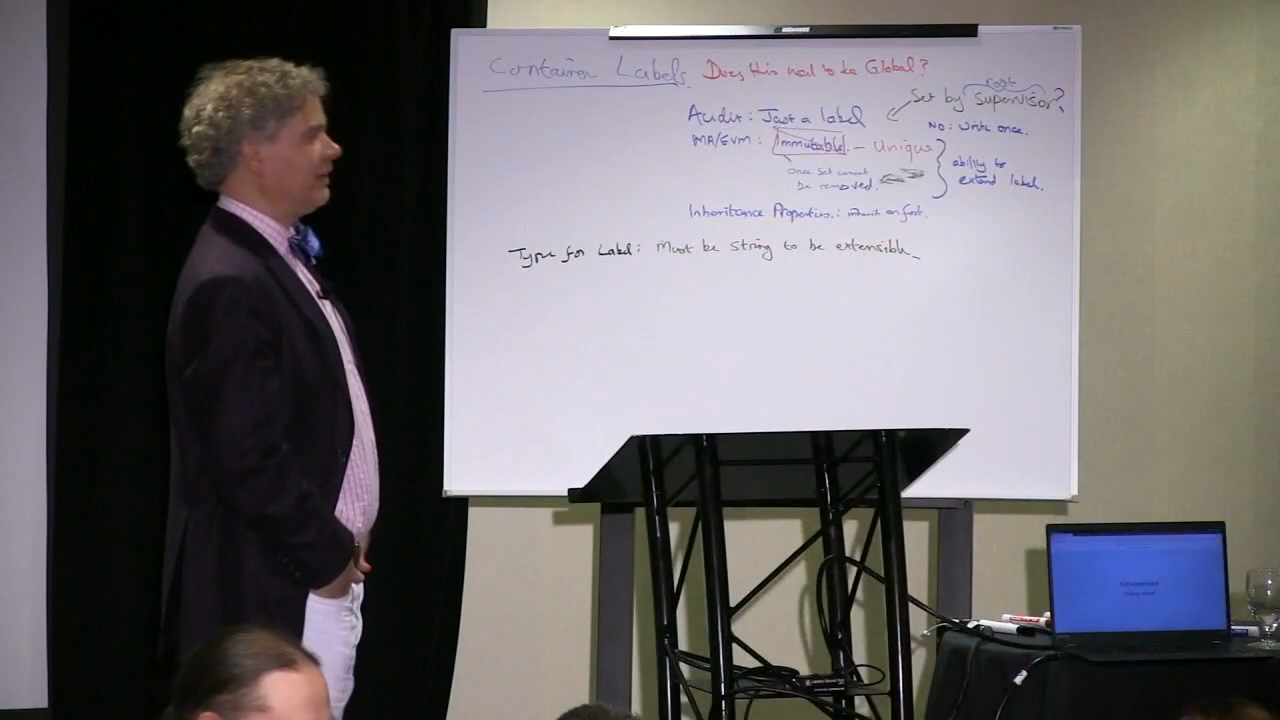 Container Labels. Does this need to be Global?
root
Set by Supervisor?
Audit: Just a label
No: Write once.
Immutable. - Unique
ability to extend label.
Once set cannot be removed.
Inheritance Properties: inherit on fork.
Type for Label: Must be string to be extensible